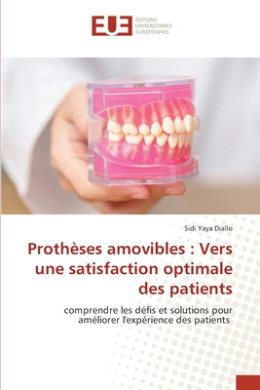 EUE
ÉDITIONS
UNIVERSITAIRES
EUROPÉENNES
Sidi Yaya Diallo
Prothèses amovibles : Vers
une satisfaction optimale
des patients
comprendre les défis et solutions pour
améliorer l'expérience des patients